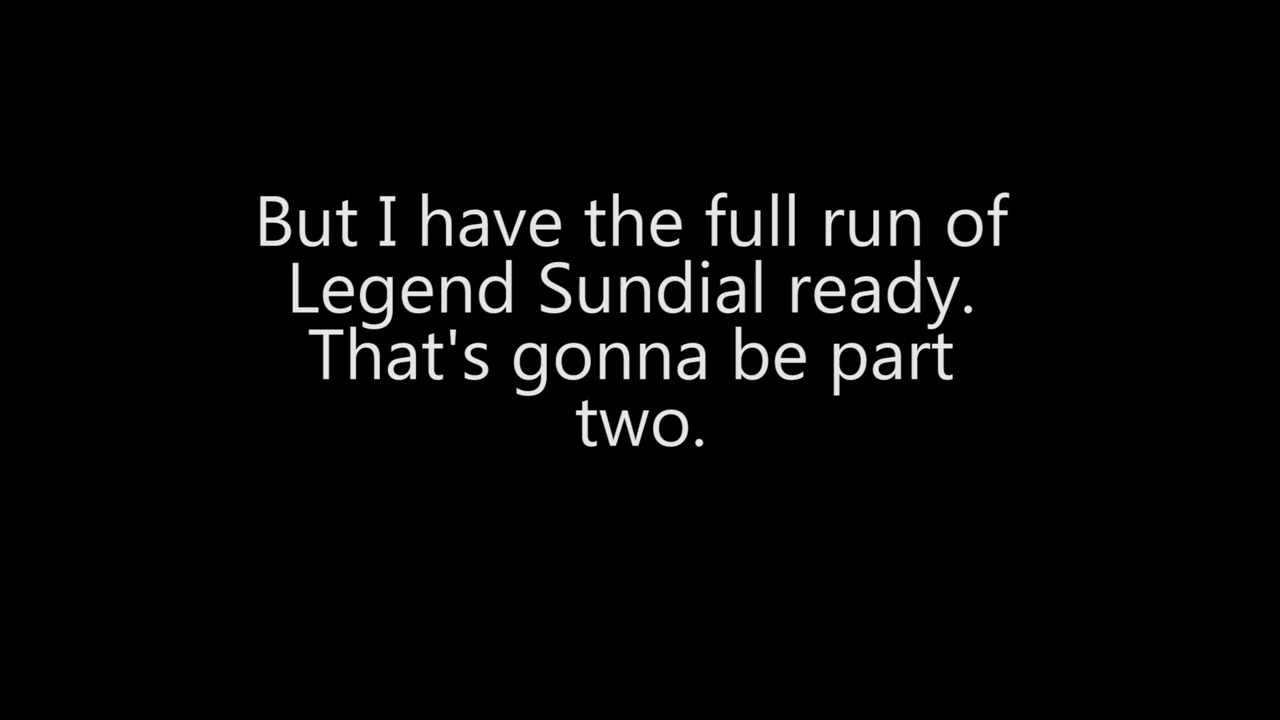 But I have the full run of
Legend Sundial ready.
That's gonna be part
two.